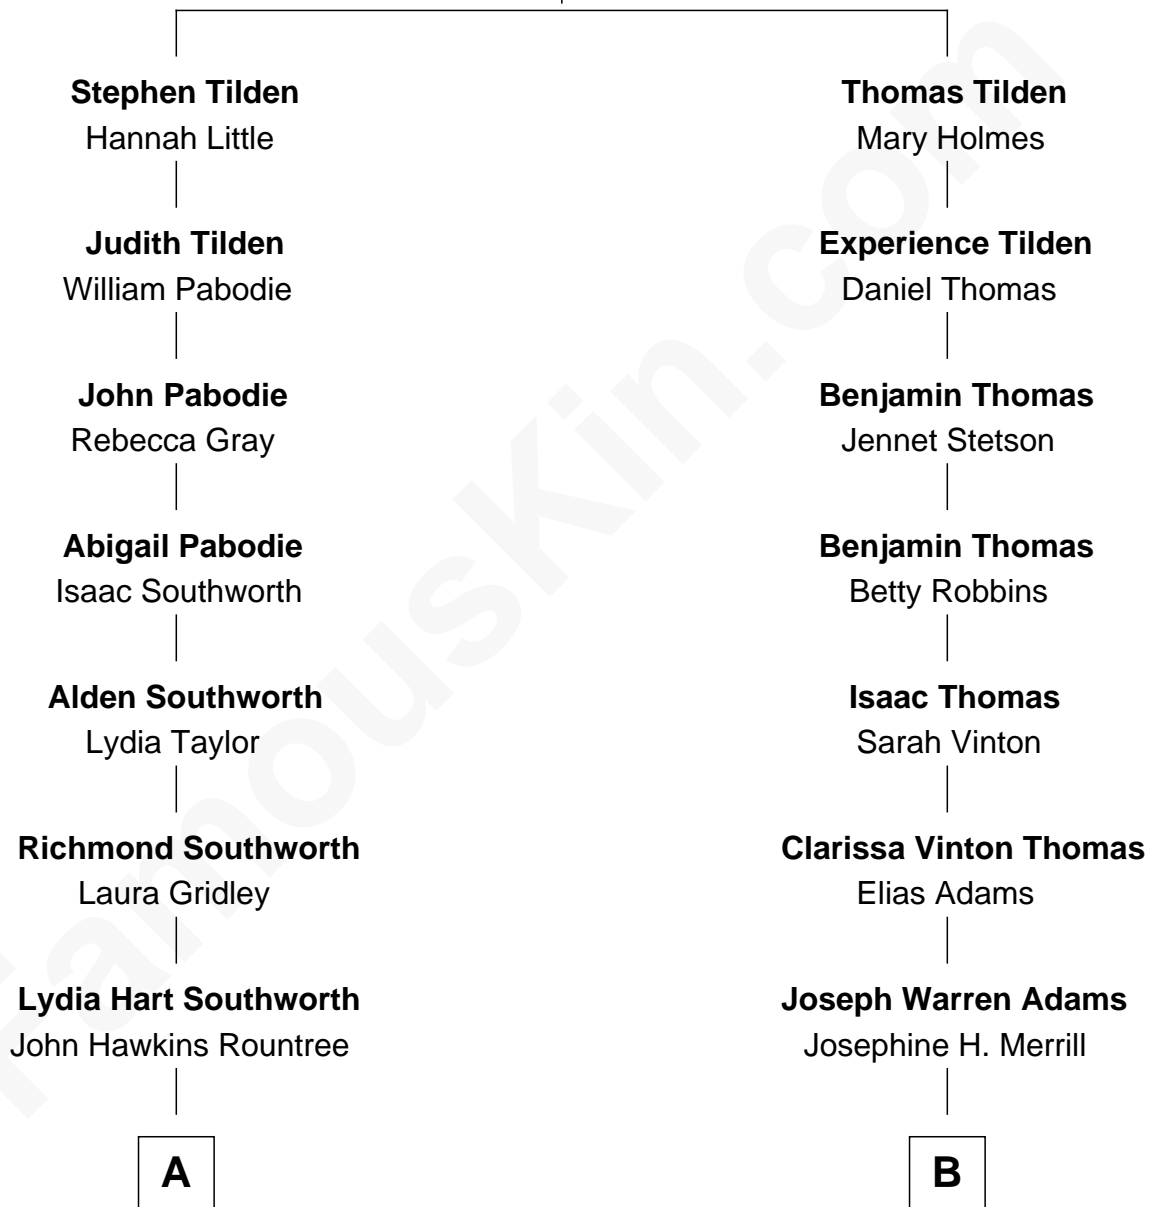 Stephen Tilden
Hannah Little
Judith Tilden
William Pabodie
John Pabodie
Rebecca Gray
Abigail Pabodie
Isaac Southworth
Alden Southworth
Lydia Taylor
Richmond Southworth
Laura Gridley
Lydia Hart Southworth
John Hawkins Rountree
A
Thomas Tilden
Mary Holmes
Experience Tilden
Daniel Thomas
Benjamin Thomas
Jennet Stetson
Benjamin Thomas
Betty Robbins
Isaac Thomas
Sarah Vinton
Clarissa Vinton Thomas
Elias Adams
Joseph Warren Adams
Josephine H. Merrill
B
FamousKin.com